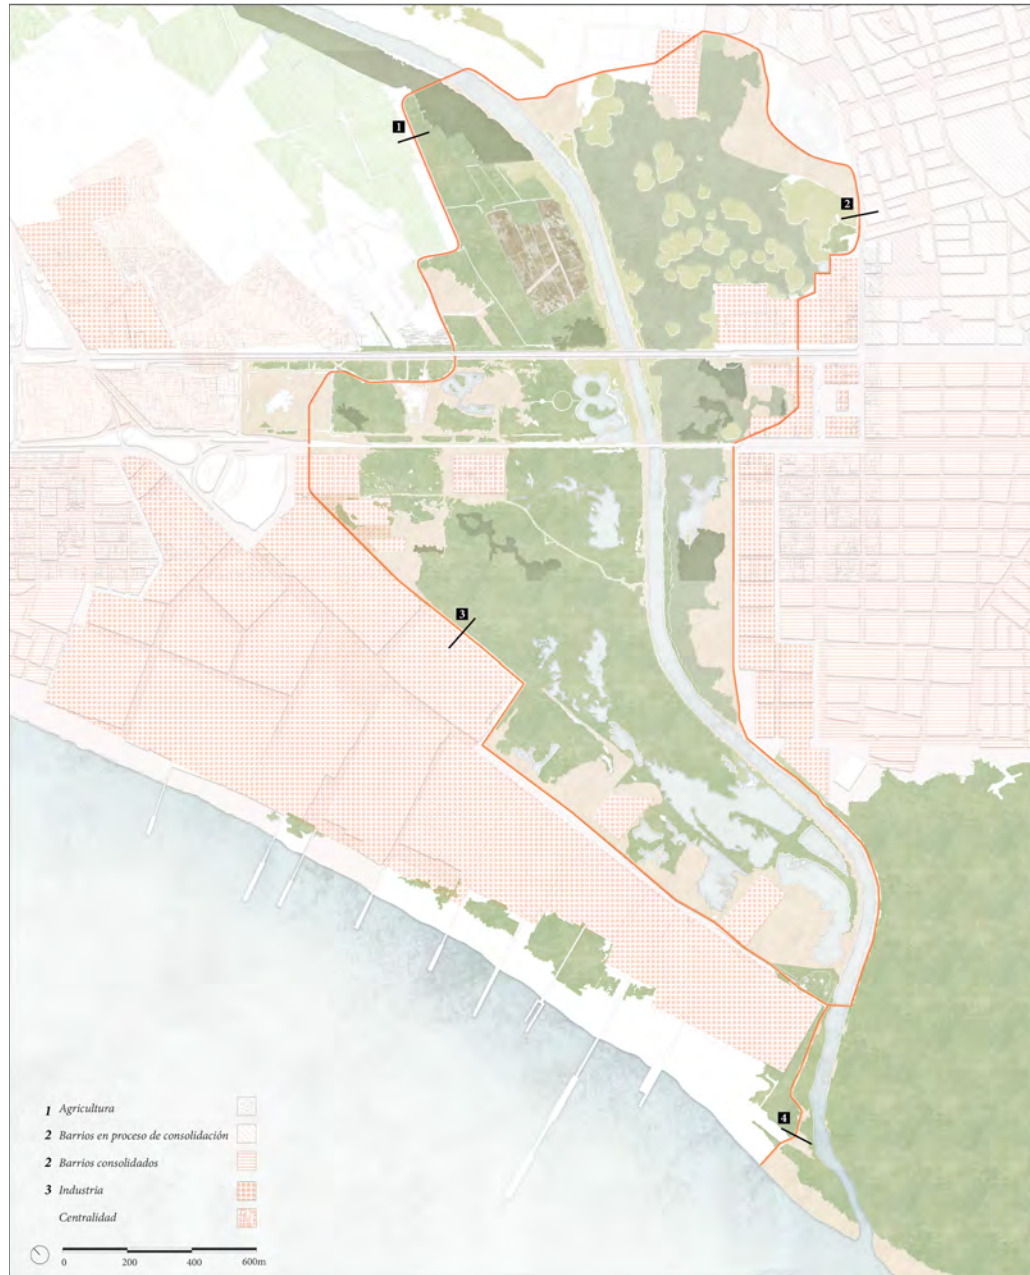 1
2
3
4
1 Agricultura
2 Barrios en proceso de consolidación
2 Barrios consolidados
3 Industria
Centralidad
0 200 400 600m